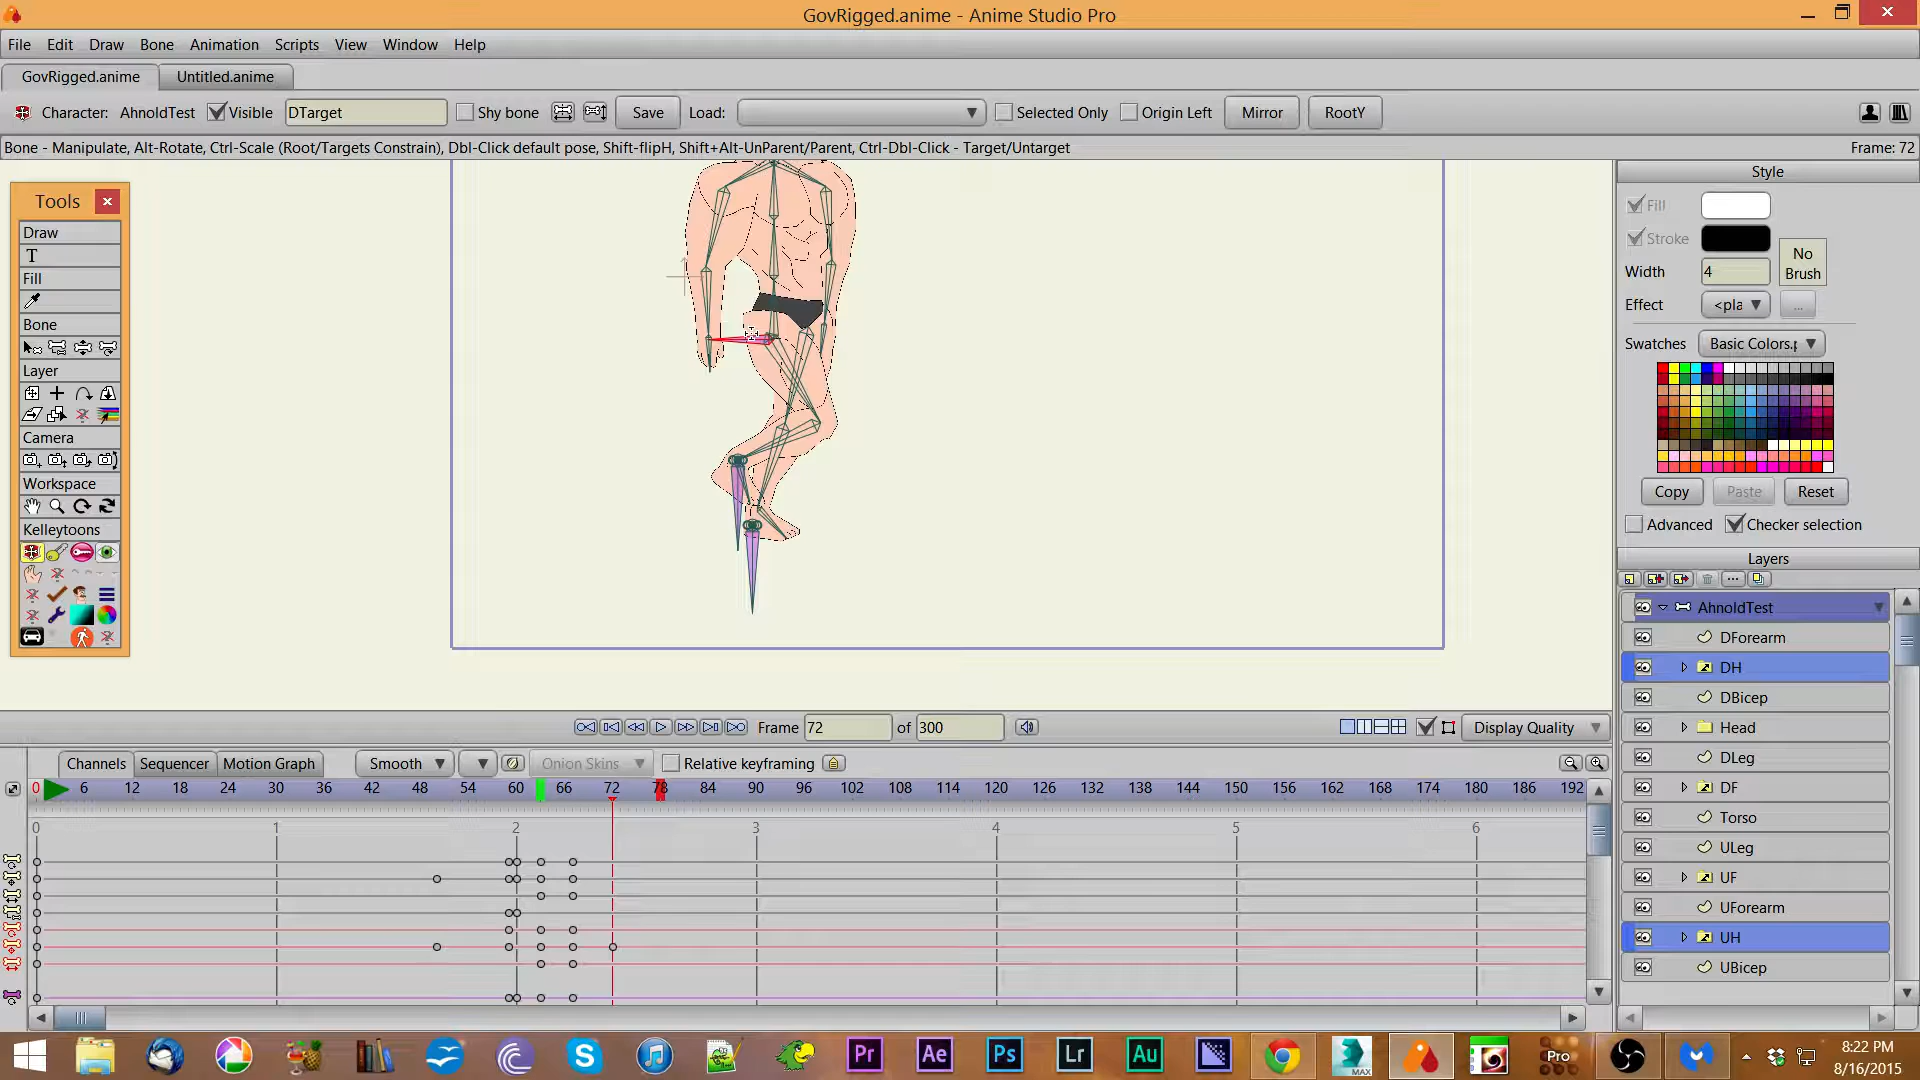 GovRigged.anime - Anime Studio Pro
File Edit Draw Bone Animation Scripts View Window Help
GovRigged.anime Untitled.anime
Character: AhnoldTest Visible DTarget Shy bone Save Load: Selected Only Origin Left Mirror RootY
Bone - Manipulate, Alt-Rotate, Ctrl-Scale (Root/Targets Constrain), Dbl-Click default pose, Shift-flipH, Shift+Alt-UnParent/Parent, Ctrl-Dbl-Click - Target/Untarget Frame: 72
Tools
Draw
T
Fill
Bone
Layer
Camera
Workspace
Kelleytoons
Style
Fill
Stroke
No
Brush
Width 4
Effect <pla ...
Swatches Basic Colors.p
Copy Paste Reset
Advanced Checker selection
Layers
AhnoldTest
DForearm
DH
DBicep
Head
DLeg
DF
Torso
ULeg
UF
UForearm
UH
UBicep
Frame 72 of 300 Display Quality
Channels Sequencer Motion Graph Smooth Onion Skins Relative keyframing
0 6 12 18 24 30 36 42 48 54 60 66 72 78 84 90 96 102 108 114 120 126 132 138 144 150 156 162 168 174 180 186 192
0 1 2 3 4 5 6
Pr Ae Ps Lr Au MAX Pro
8:22 PM
8/16/2015